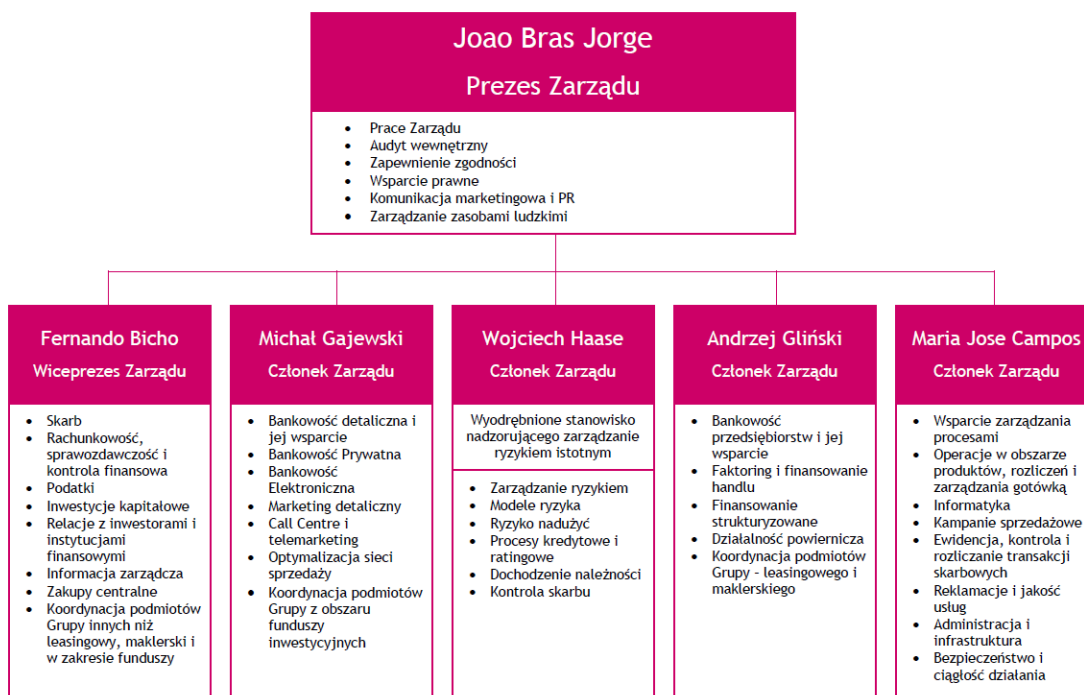 Joao Bras Jorge
Prezes Zarządu
• Prace Zarządu
• Audyt wewnętrzny
• Zapewnienie zgodności
• Wsparcie prawne
• Komunikacja marketingowa i PR
• Zarządzanie zasobami ludzkimi
Fernando Bicho
Wiceprezes Zarządu
• Skarb
• Rachunkowość,
sprawozdawczość i
kontrola finansowa
• Podatki
• Inwestycje kapitałowe
• Relacje z inwestorami i
instytucjami
finansowymi
• Informacja zarządcza
• Zakupy centralne
• Koordynacja podmiotów
Grupy innych niż
leasingowy, maklerski i
w zakresie funduszy
Michał Gajewski
Członek Zarządu
• Bankowość detaliczna i
jej wsparcie
• Bankowość Prywatna
• Bankowość
Elektroniczna
• Marketing detaliczny
• Call Centre i
telemarketing
• Optymalizacja sieci
sprzedaży
• Koordynacja podmiotów
Grupy z obszaru
funduszy
inwestycyjnych
Wojciech Haase
Członek Zarządu
Wyodrębnione stanowisko
nadzorującego zarządzanie
ryzykiem istotnym
• Zarządzanie ryzykiem
• Modele ryzyka
• Ryzyko nadużyć
• Procesy kredytowe i
ratingowe
• Dochodzenie należności
• Kontrola skarbu
Andrzej Gliński
Członek Zarządu
• Bankowość
przedsiębiorstw i jej
wsparcie
• Faktoring i finansowanie
handlu
• Finansowanie
strukturyzowane
• Działalność powiernicza
• Koordynacja podmiotów
Grupy - leasingowego i
maklerskiego
Maria Jose Campos
Członek Zarządu
• Wsparcie zarządzania
procesami
• Operacje w obszarze
produktów, rozliczeń i
zarządzania gotówką
• Informatyka
• Kampanie sprzedażowe
• Ewidencja, kontrola i
rozliczanie transakcji
skarbowych
• Reklamacje i jakość
usług
• Administracja i
infrastruktura
• Bezpieczeństwo i
ciągłość działania